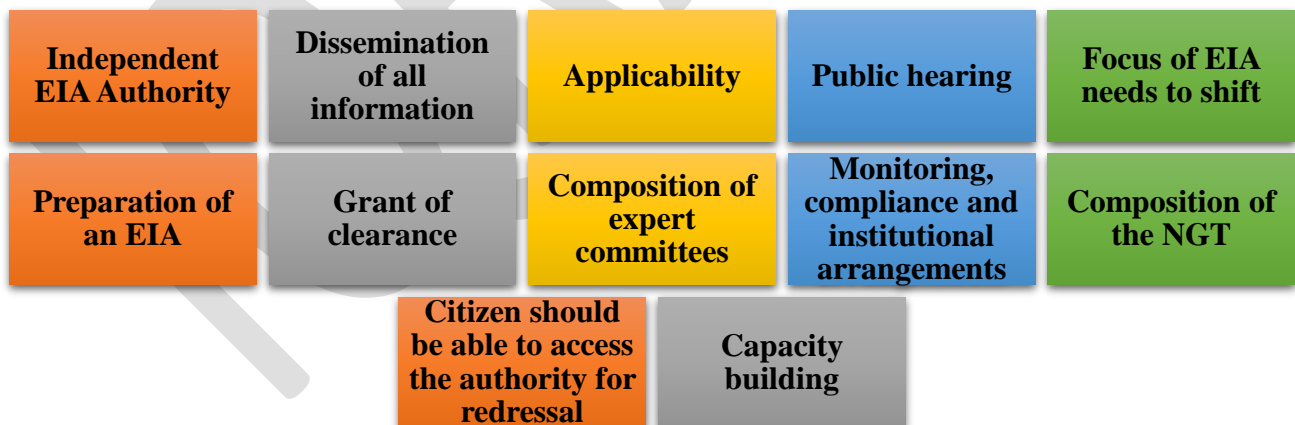 Independent
EIA Authority
Dissemination
of all
information
Applicability
Public hearing
Focus of EIA
needs to shift
Preparation of
an EIA
Grant of
clearance
Composition of
expert
committees
Monitoring,
compliance and
institutional
arrangements
Composition of
the NGT
Citizen should
be able to access
the authority for
redressal
Capacity
building